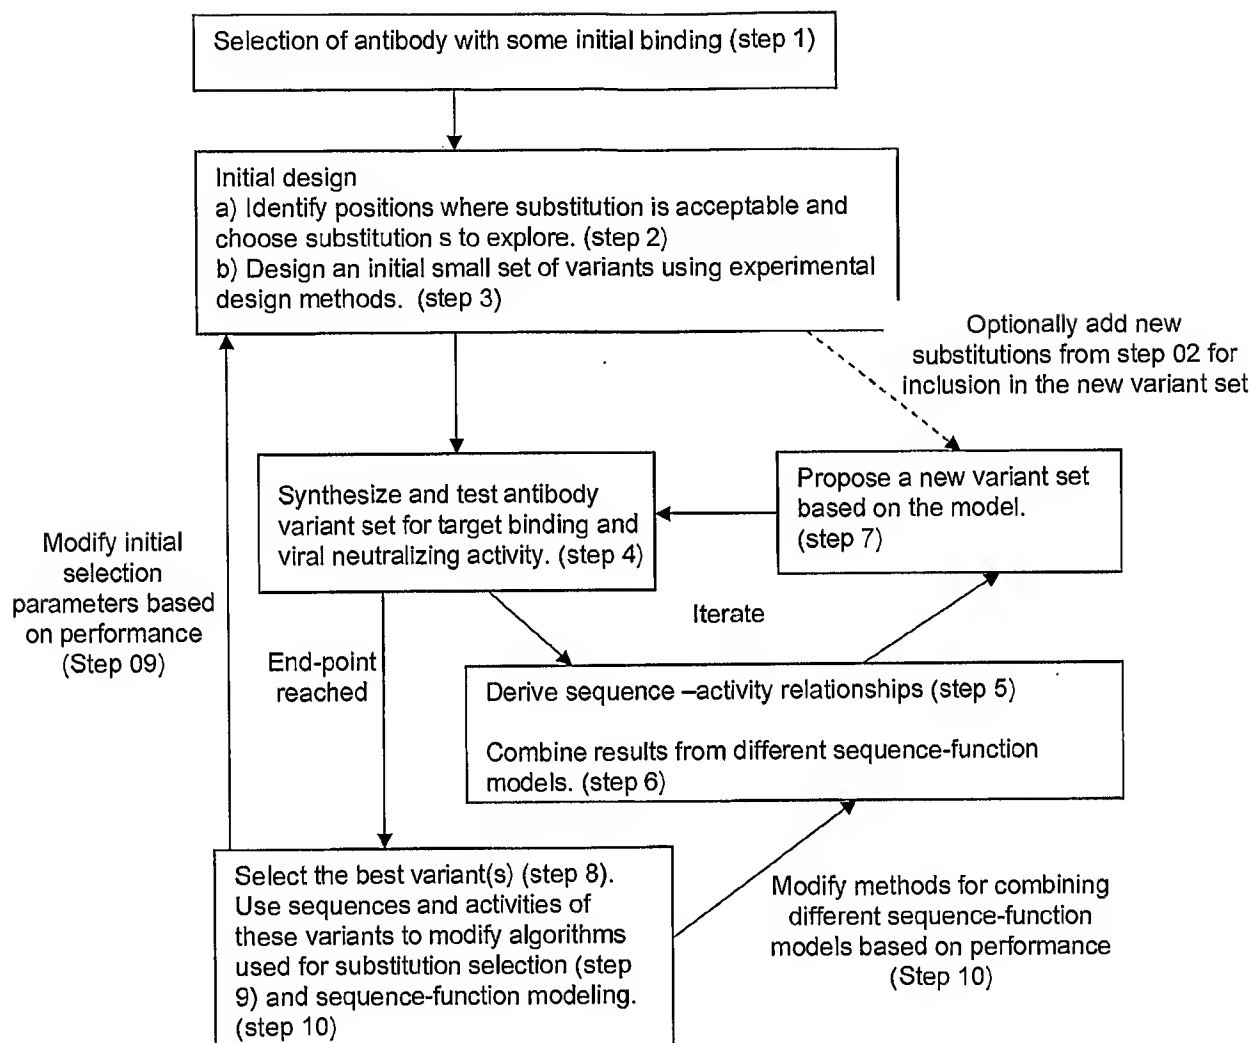 Selection of antibody with some initial binding (step 1)
Initial design
a) Identify positions where substitution is acceptable and
choose substitution s to explore. (step 2)
b) Design an initial small set of variants using experimental
design methods. (step 3)
Optionally add new
substitutions from step 02 for
inclusion in the new variant set
Synthesize and test antibody
variant set for target binding and
viral neutralizing activity. (step 4)
Propose a new variant set
based on the model.
(step 7)
Modify initial
selection
parameters based
on performance
(Step 09)
Iterate
End-point
reached
Derive sequence –activity relationships (step 5)
Combine results from different sequence-function
models. (step 6)
Select the best variant(s) (step 8).
Use sequences and activities of
these variants to modify algorithms
used for substitution selection (step
9) and sequence-function modeling.
(step 10)
Modify methods for combining
different sequence-function
models based on performance
(Step 10)